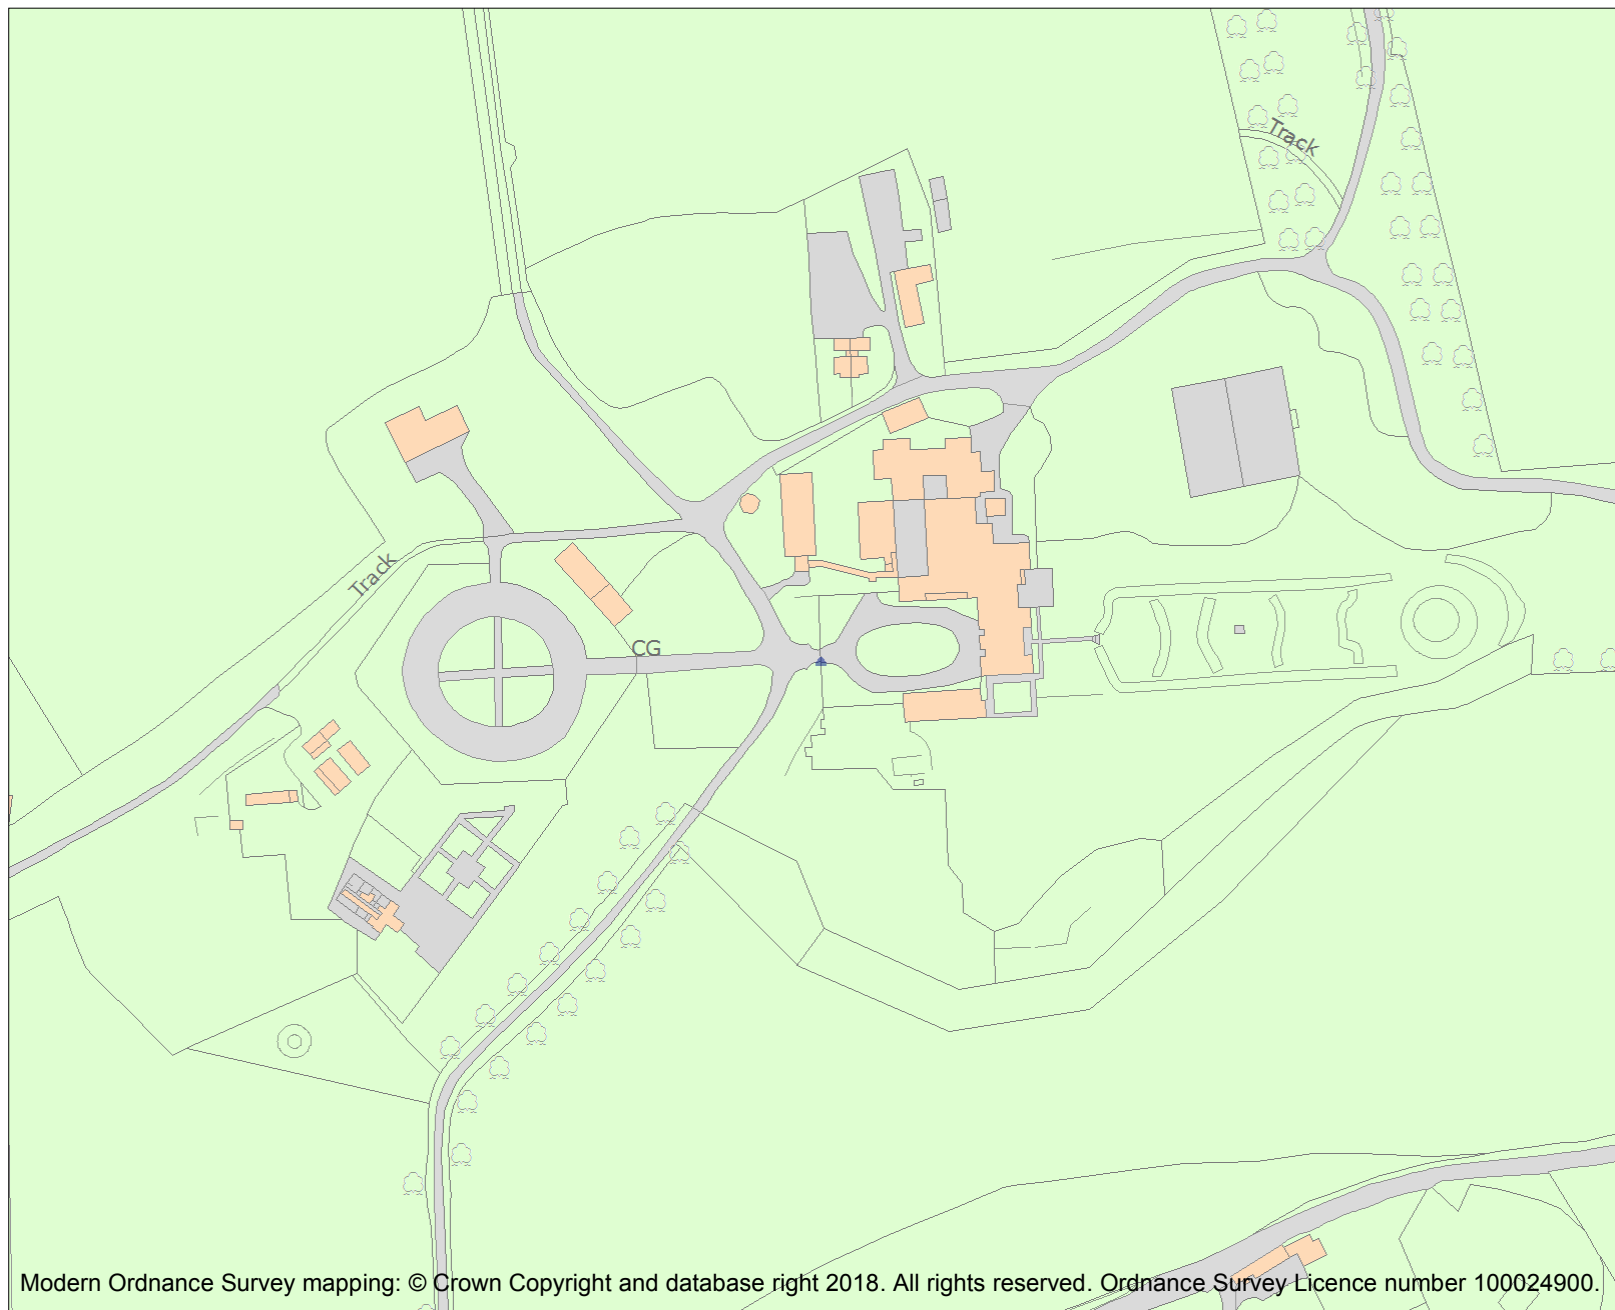 Track
Track
CG
Modern Ordnance Survey mapping: © Crown Copyright and database right 2018. All rights reserved. Ordnance Survey Licence number 100024900.